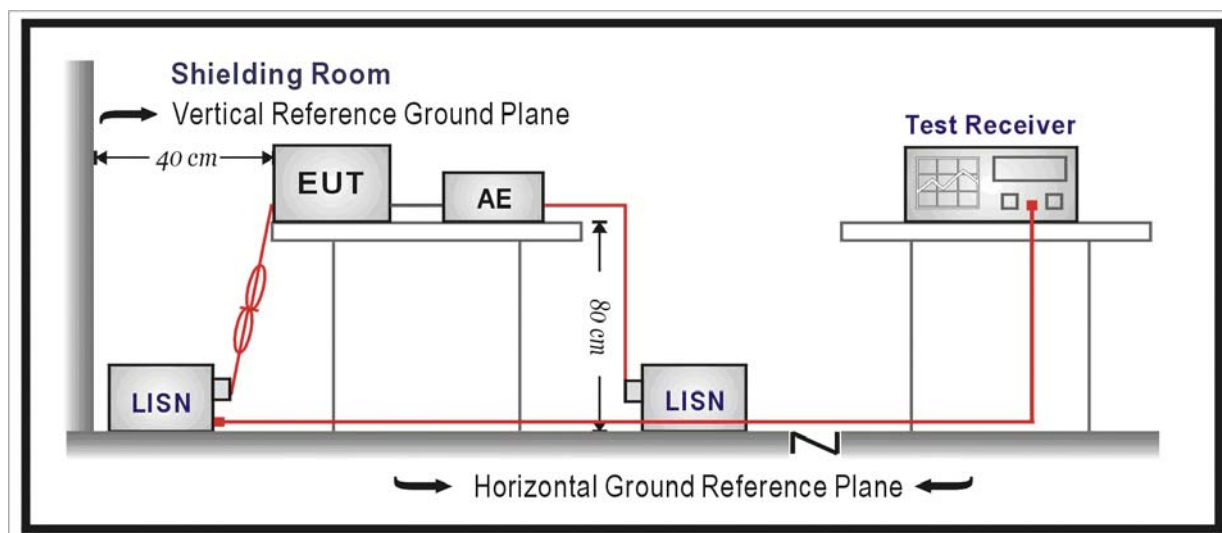 Shielding Room
Vertical Reference Ground Plane
Test Receiver
40 cm
EUT
AE
80 cm
LISN
LISN
Horizontal Ground Reference Plane